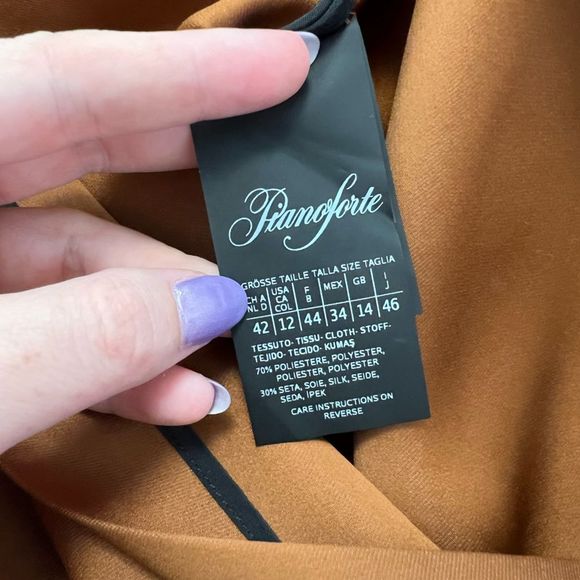 Pianoforte
GRÖSSE TAILLE TALLA SIZE TAGLIA
CH A USA F MEX GB I
NL D CA B J
COL
42 12 44 34 14 46
TESSUTO- TISSU- CLOTH- STOFF-
TEJIDO- TECIDO- KUMAŞ
70% POLIESTERE, POLYESTER,
POLIESTER, POLYESTER
30% SETA, SOIE, SILK, SEIDE,
SEDA, İPEK
CARE INSTRUCTIONS ON
REVERSE